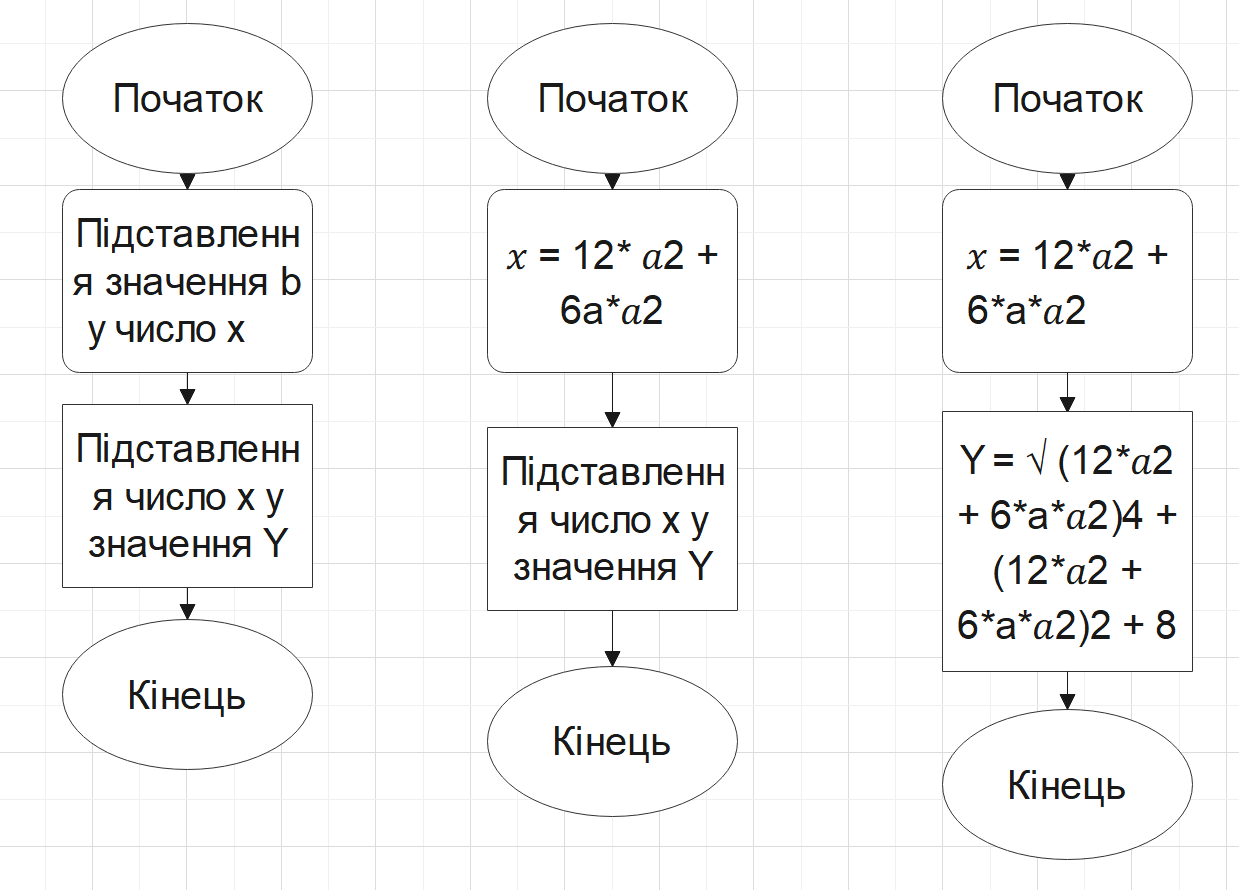 Початок
Підставленн
я значення b
у число x
Підставленн
я число x у
значення Y
Кінець
Початок
𝑥 = 12* 𝑎2 +
6a*𝑎2
Підставленн
я число x у
значення Y
Кінець
Початок
𝑥 = 12*𝑎2 +
6*a*𝑎2
Y = √ (12*𝑎2
+ 6*a*𝑎2)4 +
(12*𝑎2 +
6*a*𝑎2)2 + 8
Кінець